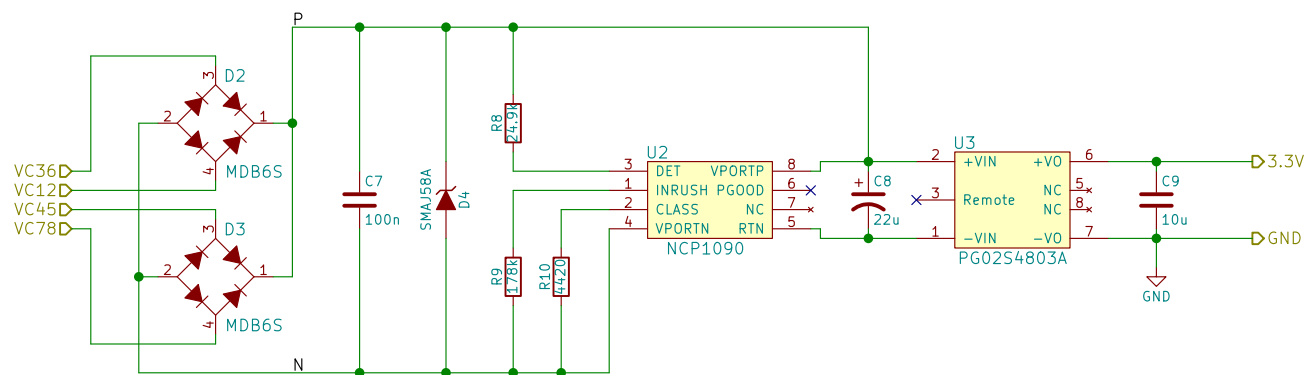 P
3
D2
2
1
4
MDB6S
VC36
VC12
VC45
VC78
3
D3
2
1
4
MDB6S
N
C7
100n
SMAJ58A
D4
R8
24.9k
R9
178k
R10
4420
U2
3 DET VPORTP 8
1 INRUSH PGOOD 6
2 CLASS NC 7
4 VPORTN RTN 5
NCP1090
+
C8
22u
U3
2 +VIN +VO 6
3 Remote NC 5
NC 8
1 −VIN −VO 7
PG02S4803A
C9
10u
3.3V
GND
GND